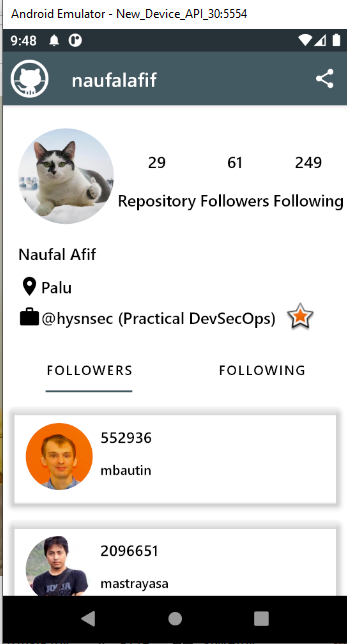 Android Emulator - New_Device_API_30:5554
9:48
naufalafif
29 61 249
Repository Followers Following
Naufal Afif
Palu
@hysnsec (Practical DevSecOps)
FOLLOWERS FOLLOWING
552936
mbautin
2096651
mastrayasa